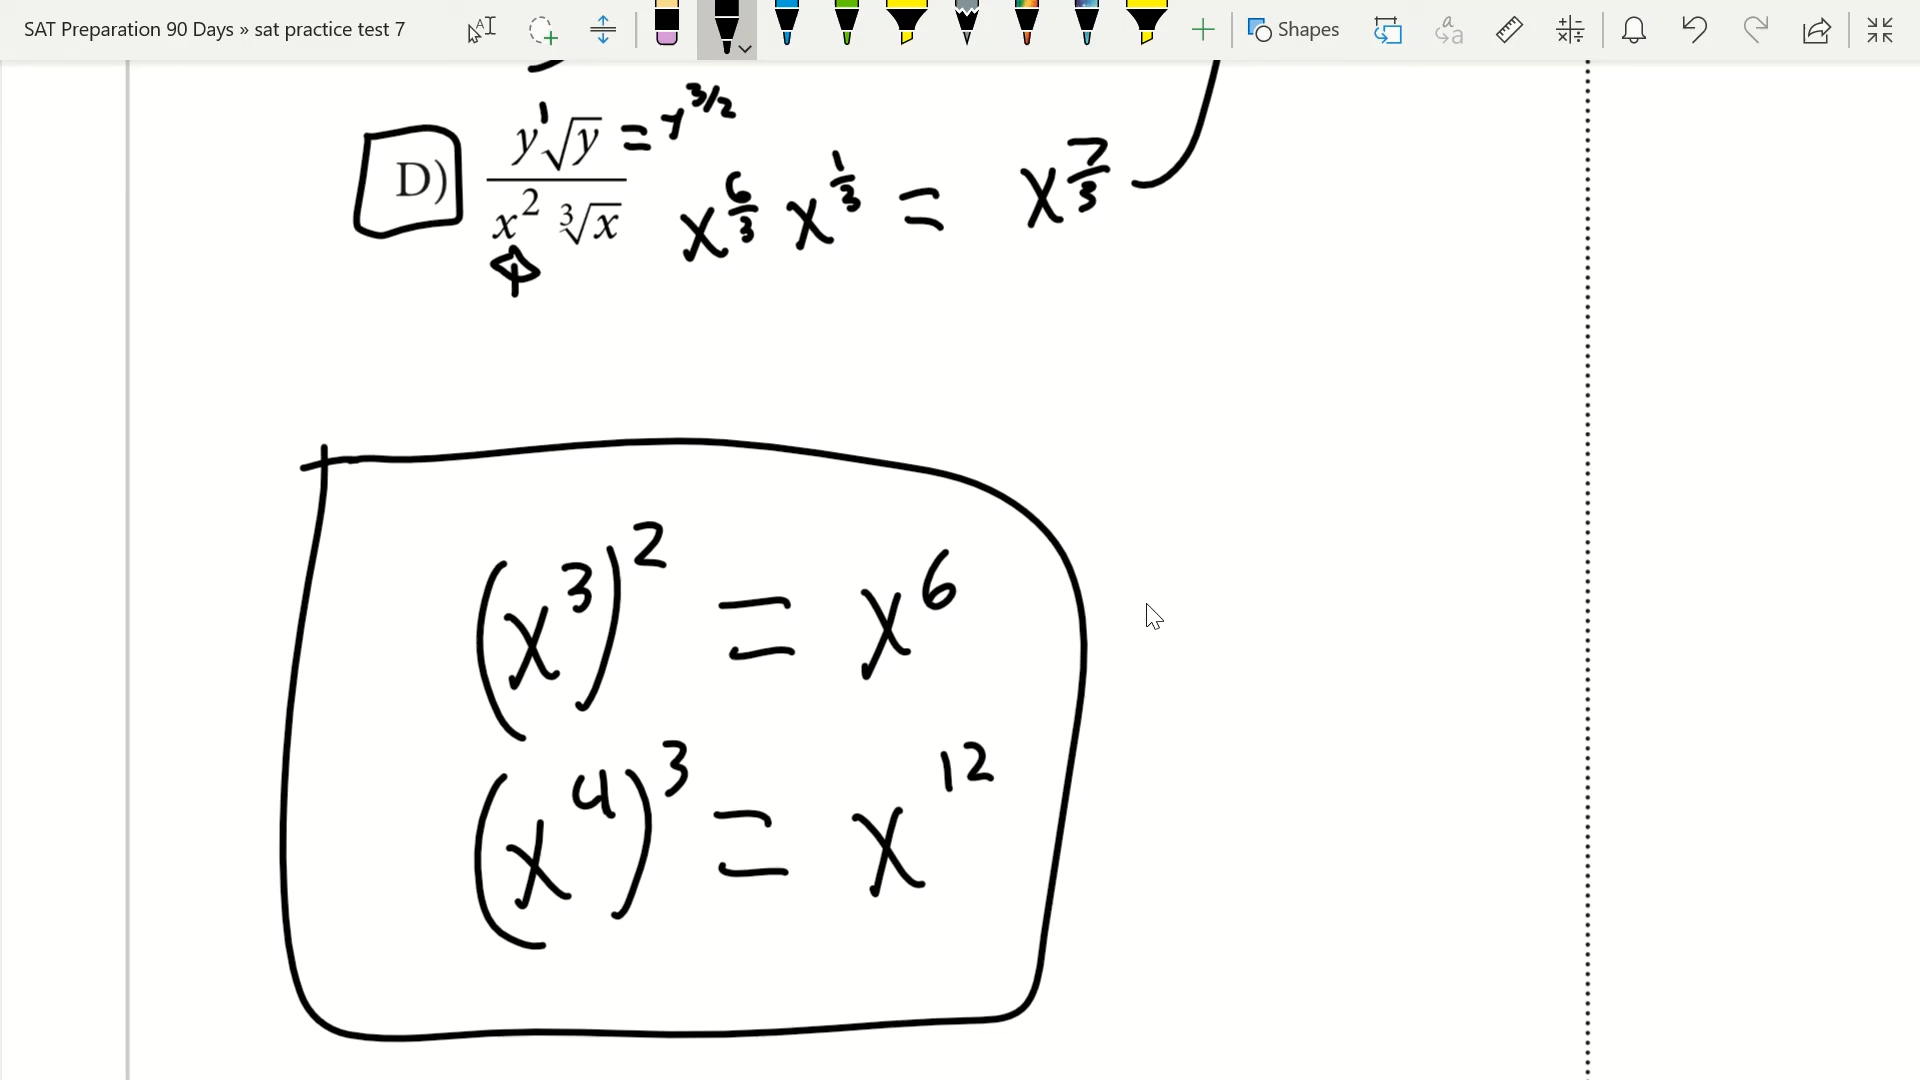 SAT Preparation 90 Days » sat practice test 7
Shapes
D) y¹√y / x² ∛x = y^3/2
x^6/3 x^1/3 = x^7/3
(x³)² = x⁶
(x⁴)³ = x¹²